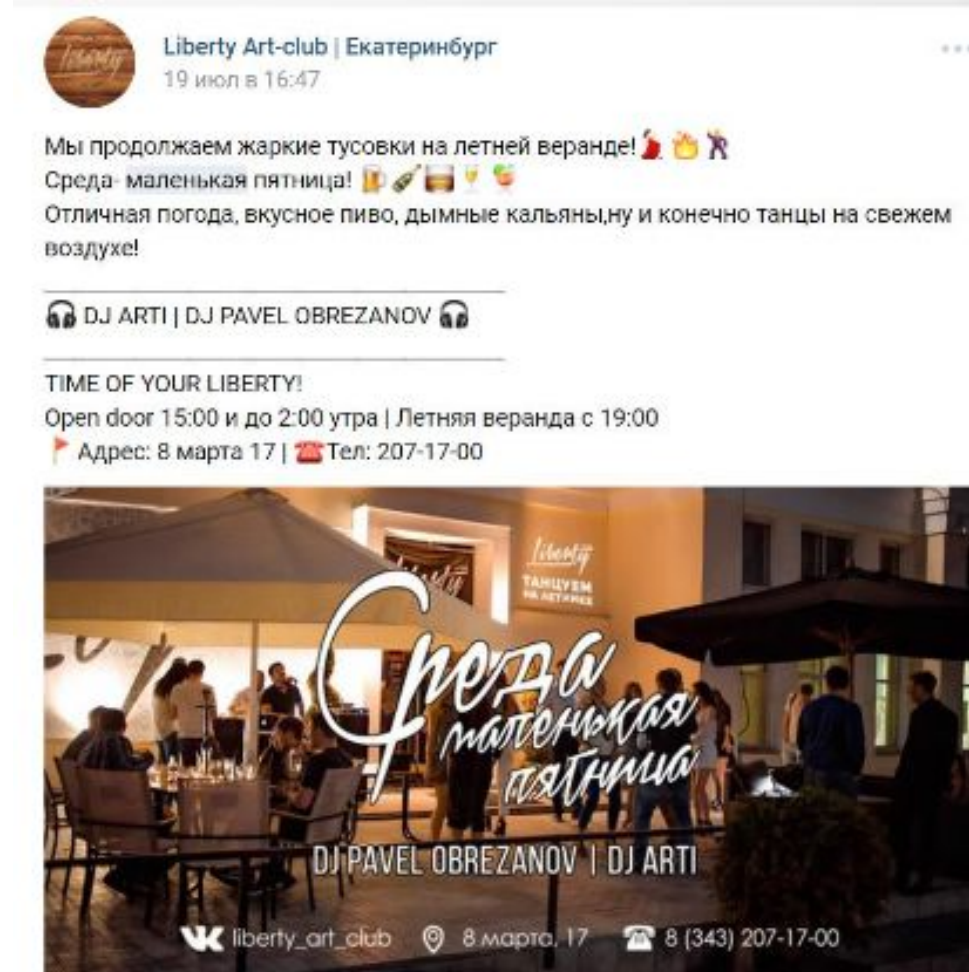 Liberty
Liberty Art-club | Екатеринбург
19 июл в 16:47
Мы продолжаем жаркие тусовки на летней веранде!💃🔥🕺
Среда- маленькая пятница! 🍺🍾🥃🥂🍹
Отличная погода, вкусное пиво, дымные кальяны,ну и конечно танцы на свежем
воздухе!
🎧 DJ ARTI | DJ PAVEL OBREZANOV 🎧
TIME OF YOUR LIBERTY!
Open door 15:00 и до 2:00 утра | Летняя веранда с 19:00
🚩 Адрес: 8 марта 17 | ☎Тел: 207-17-00
Liberty
ТАНЦУЕМ
НА ЛЕТНИКЕ
Среда
маленькая
пятница
DJ PAVEL OBREZANOV | DJ ARTI
liberty_art_club 8 марта, 17 8 (343) 207-17-00